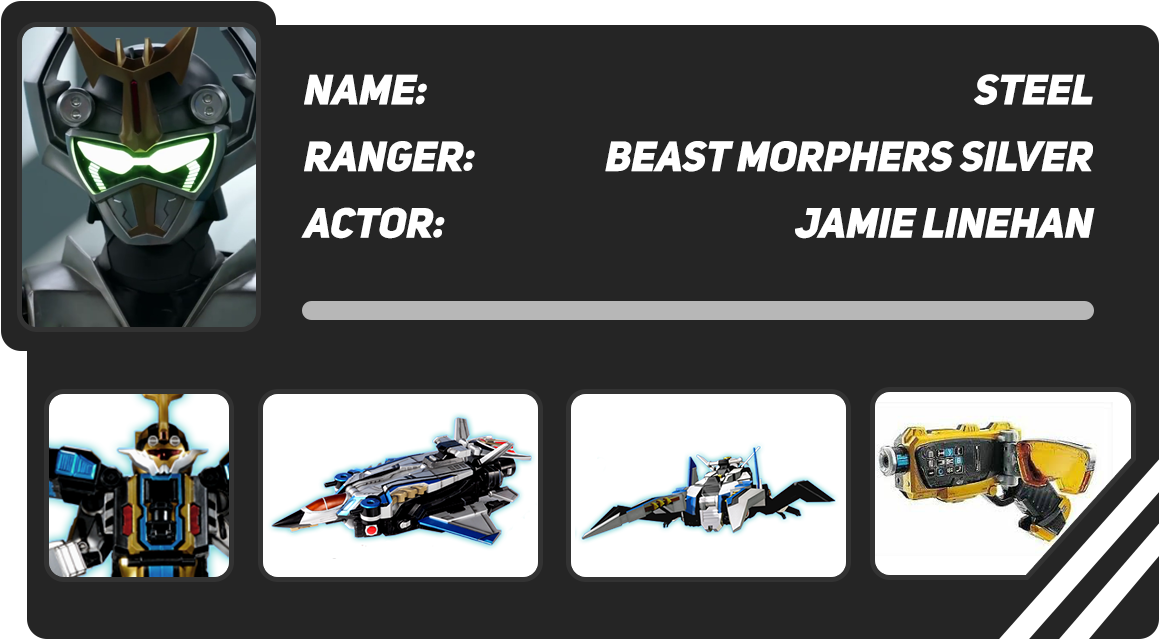 NAME: STEEL
RANGER: BEAST MORPHERS SILVER
ACTOR: JAMIE LINEHAN